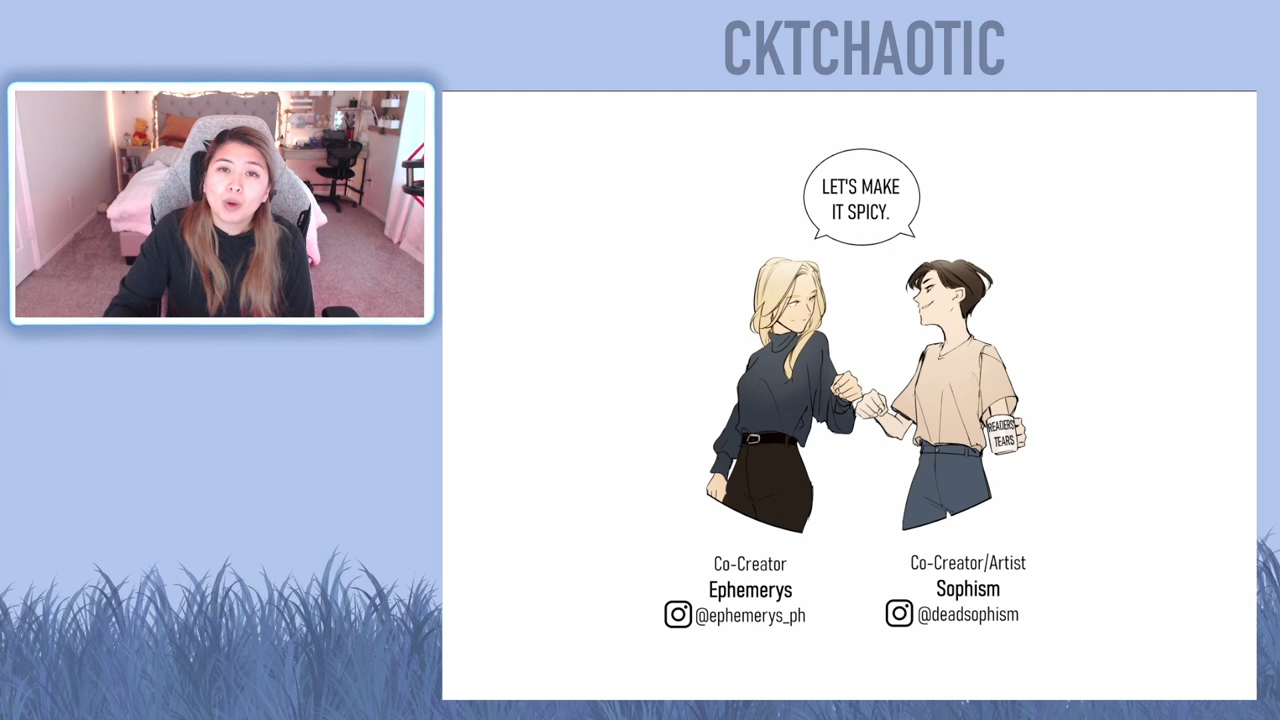 CKTCHAOTIC
LET'S MAKE
IT SPICY.
READERS
TEARS
Co-Creator
Ephemerys
@ephemerys_ph
Co-Creator/Artist
Sophism
@deadsophism